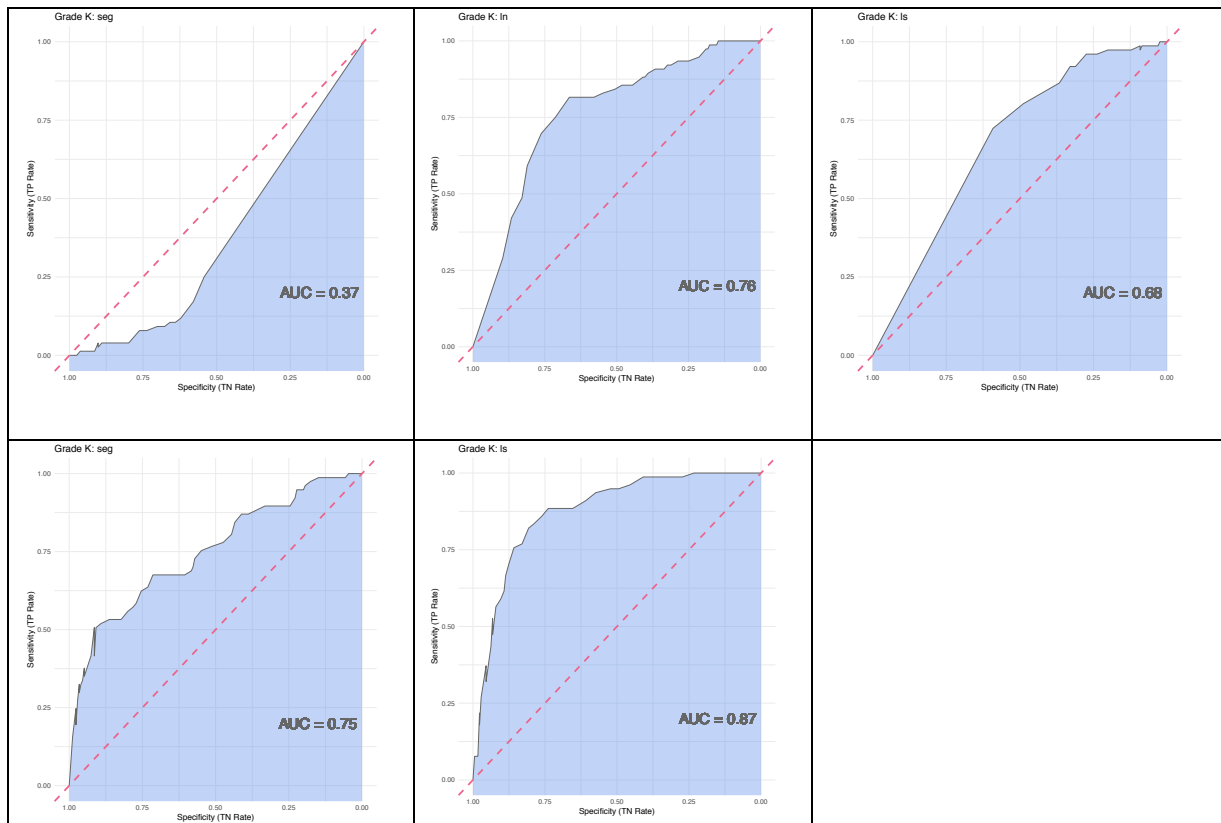 Grade K: seg
1.00
0.75
0.50
0.25
0.00
Sensitivity (TP Rate)
AUC = 0.37
1.00 0.75 0.50 0.25 0.00
Specificity (TN Rate)
Grade K: ln
1.00
0.75
0.50
0.25
0.00
Sensitivity (TP Rate)
AUC = 0.76
1.00 0.75 0.50 0.25 0.00
Specificity (TN Rate)
Grade K: ls
1.00
0.75
0.50
0.25
0.00
Sensitivity (TP Rate)
AUC = 0.68
1.00 0.75 0.50 0.25 0.00
Specificity (TN Rate)
Grade K: seg
1.00
0.75
0.50
0.25
0.00
Sensitivity (TP Rate)
AUC = 0.75
1.00 0.75 0.50 0.25 0.00
Specificity (TN Rate)
Grade K: ls
1.00
0.75
0.50
0.25
0.00
Sensitivity (TP Rate)
AUC = 0.87
1.00 0.75 0.50 0.25 0.00
Specificity (TN Rate)